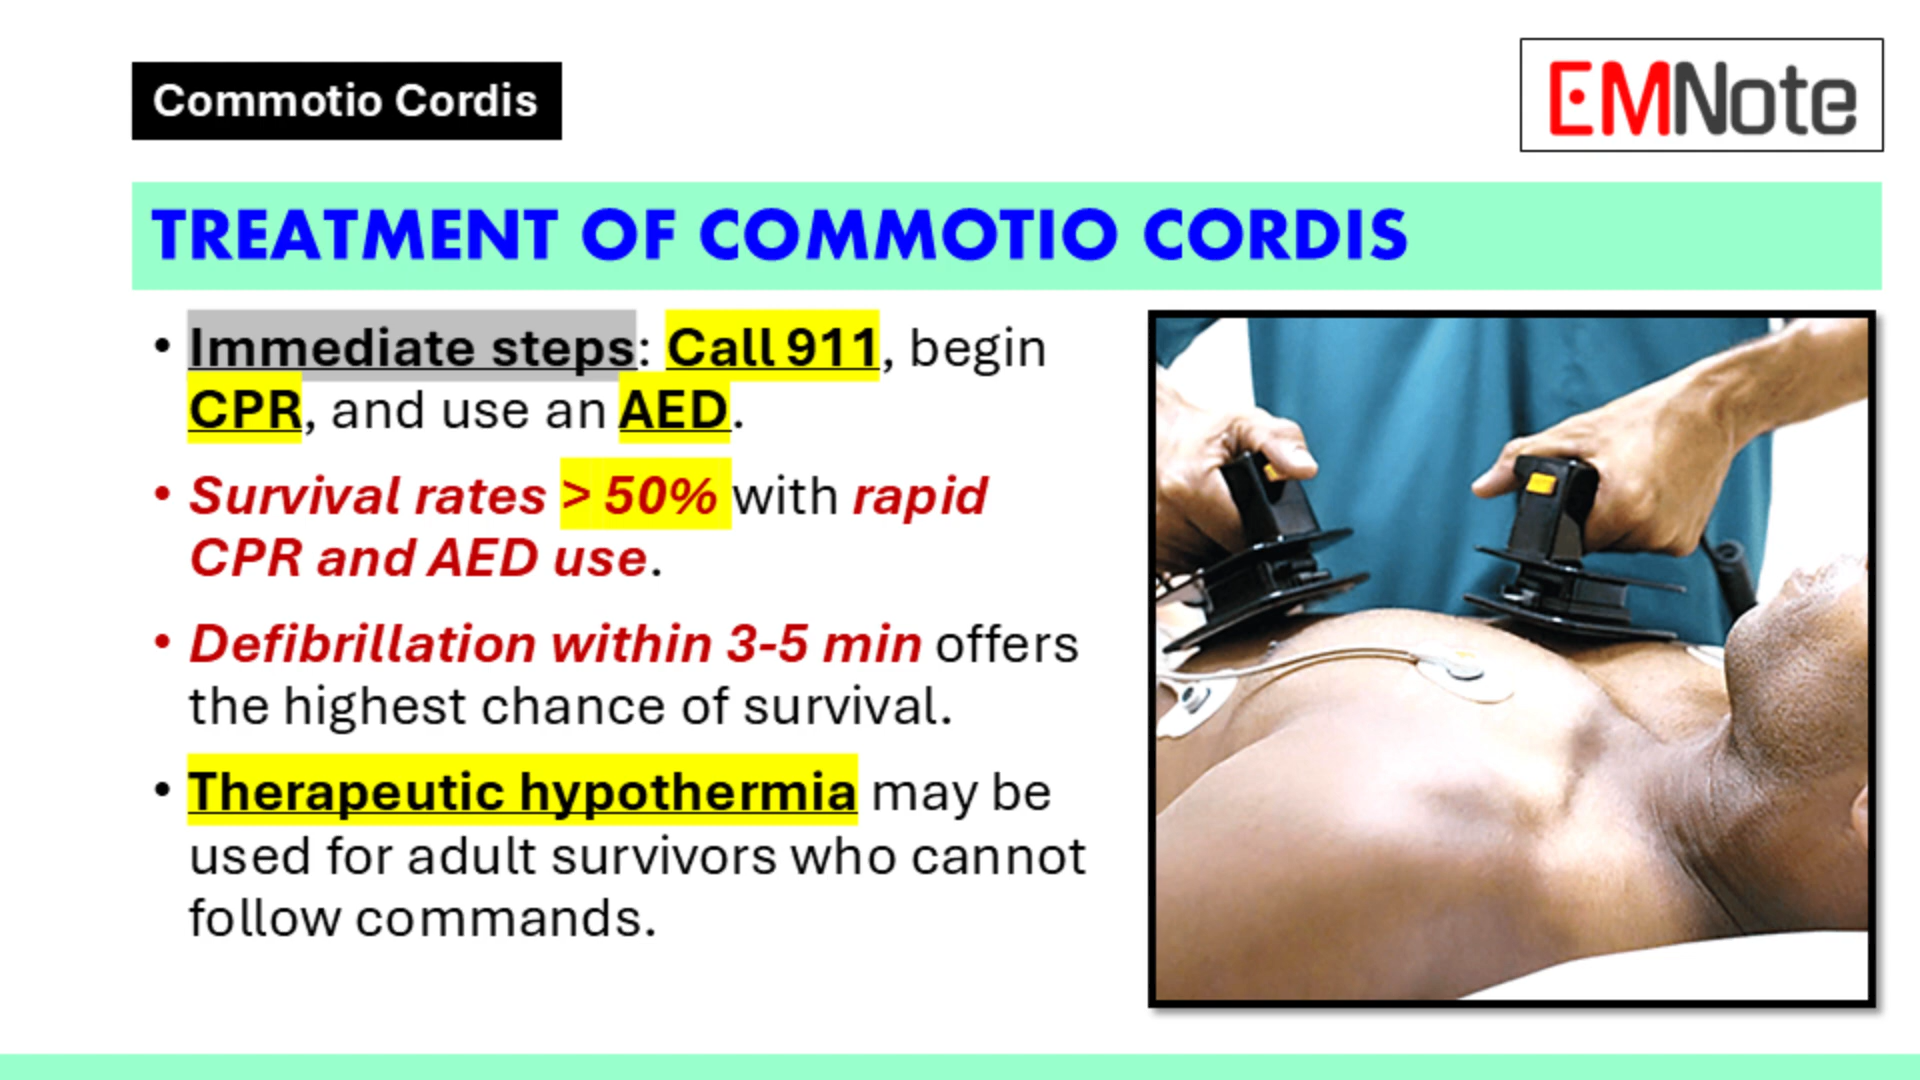 Commotio Cordis
EMNote
TREATMENT OF COMMOTIO CORDIS
• Immediate steps: Call 911, begin
CPR, and use an AED.
• Survival rates > 50% with rapid
CPR and AED use.
• Defibrillation within 3-5 min offers
the highest chance of survival.
• Therapeutic hypothermia may be
used for adult survivors who cannot
follow commands.